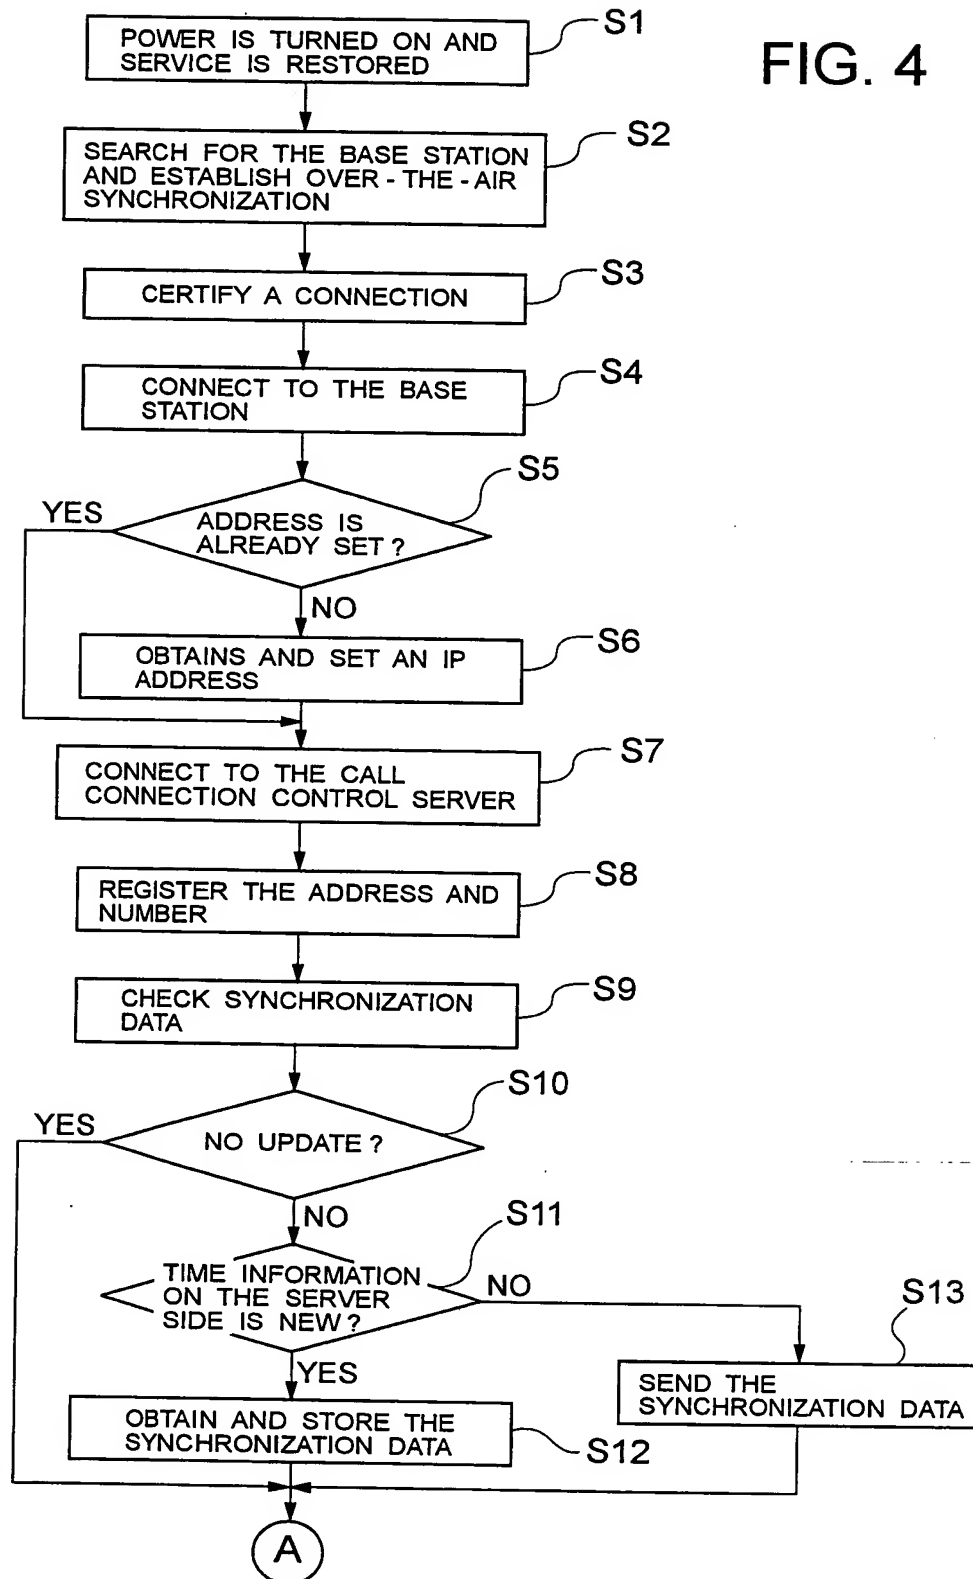 FIG. 4
S1
POWER IS TURNED ON AND
SERVICE IS RESTORED
S2
SEARCH FOR THE BASE STATION
AND ESTABLISH OVER-THE-AIR
SYNCHRONIZATION
S3
CERTIFY A CONNECTION
S4
CONNECT TO THE BASE
STATION
S5
YES
ADDRESS IS
ALREADY SET?
NO
S6
OBTAINS AND SET AN IP
ADDRESS
S7
CONNECT TO THE CALL
CONNECTION CONTROL SERVER
S8
REGISTER THE ADDRESS AND
NUMBER
S9
CHECK SYNCHRONIZATION
DATA
S10
YES
NO UPDATE?
NO
S11
TIME INFORMATION
ON THE SERVER
SIDE IS NEW?
NO
S13
YES
SEND THE
SYNCHRONIZATION DATA
OBTAIN AND STORE THE
SYNCHRONIZATION DATA
S12
A